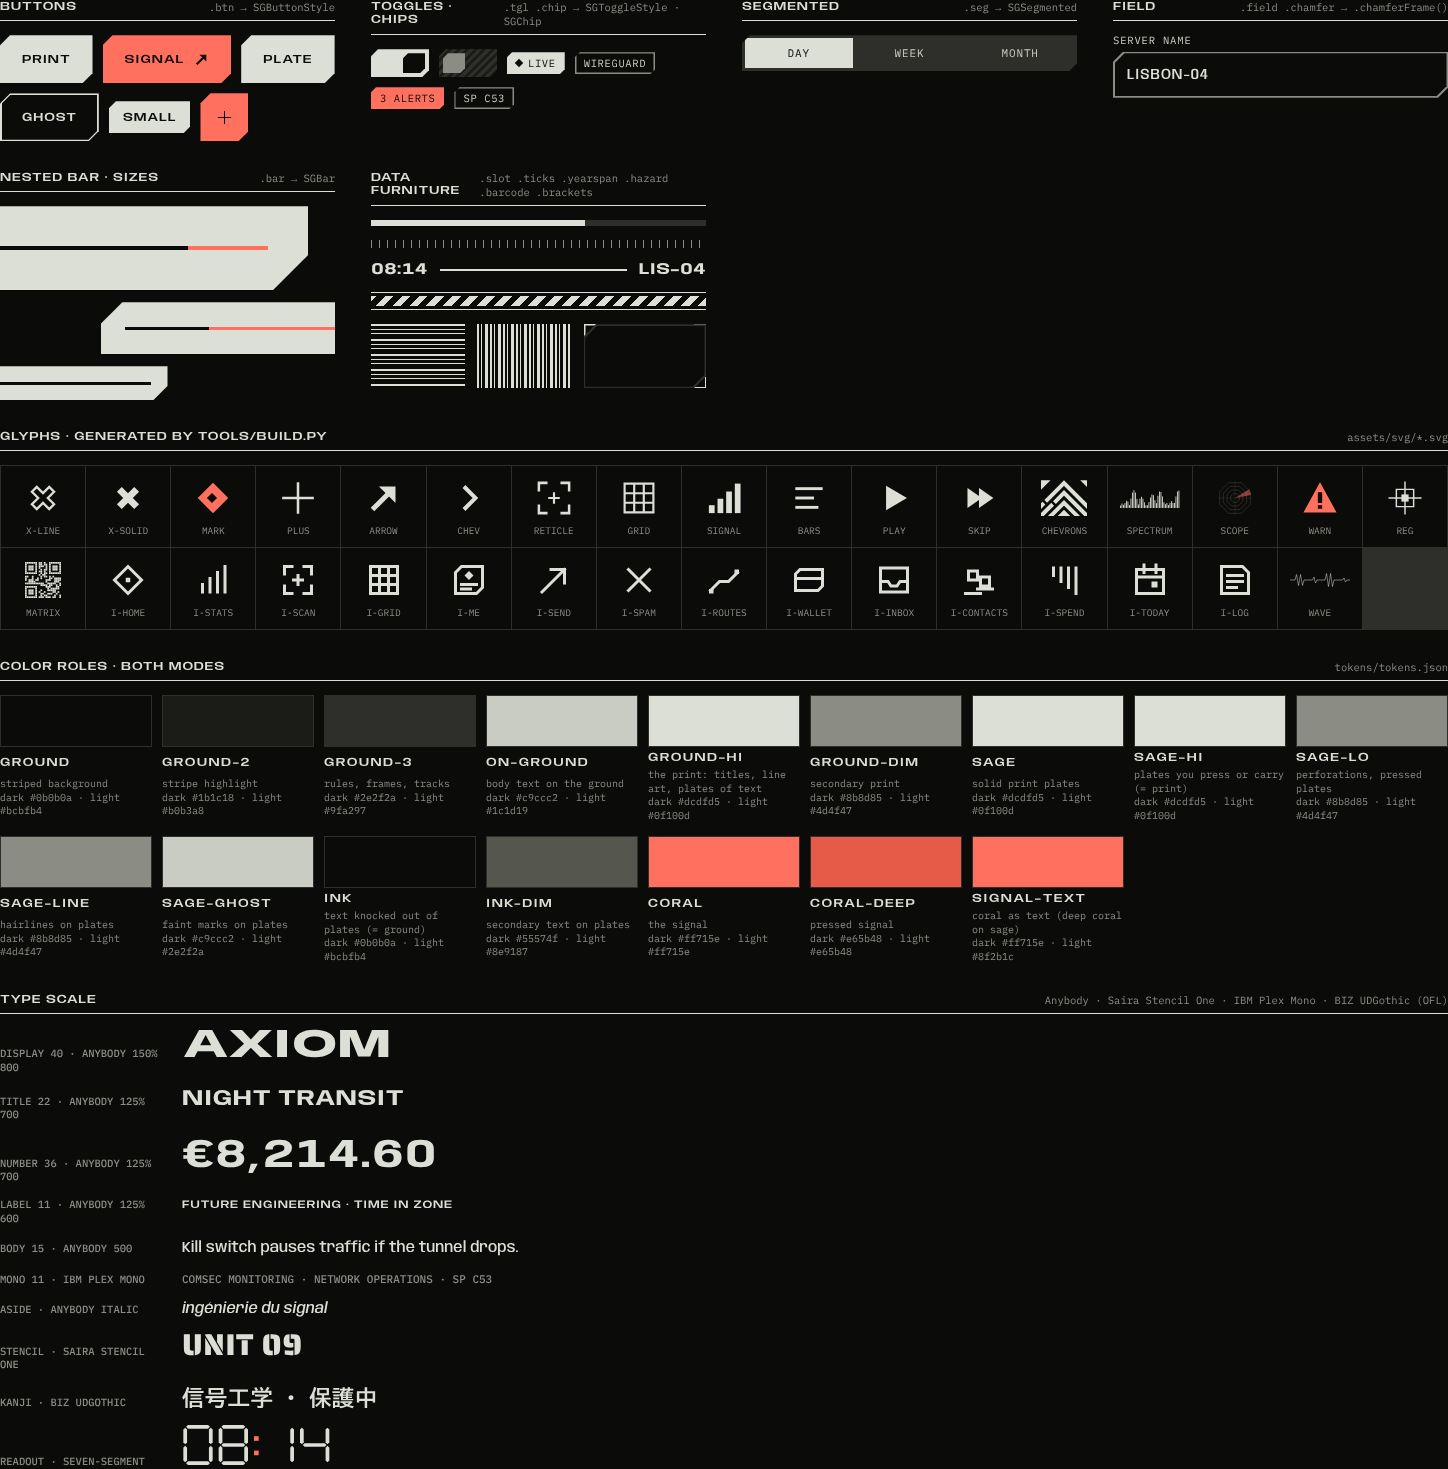 BUTTONS
.btn → SGButtonStyle
PRINT
SIGNAL
PLATE
GHOST
SMALL
TOGGLES ·
CHIPS
.tgl .chip → SGToggleStyle ·
SGChip
LIVE
WIREGUARD
3 ALERTS
SP C53
SEGMENTED
.seg → SGSegmented
DAY
WEEK
MONTH
FIELD
.field .chamfer → .chamferFrame()
SERVER NAME
LISBON-04
NESTED BAR · SIZES
.bar → SGBar
DATA
FURNITURE
.slot .ticks .yearspan .hazard
.barcode .brackets
08:14
LIS-04
GLYPHS · GENERATED BY TOOLS/BUILD.PY
assets/svg/*.svg
X-LINE
X-SOLID
MARK
PLUS
ARROW
CHEV
RETICLE
GRID
SIGNAL
BARS
PLAY
SKIP
CHEVRONS
SPECTRUM
SCOPE
WARN
REG
MATRIX
I-HOME
I-STATS
I-SCAN
I-GRID
I-ME
I-SEND
I-SPAM
I-ROUTES
I-WALLET
I-INBOX
I-CONTACTS
I-SPEND
I-TODAY
I-LOG
WAVE
COLOR ROLES · BOTH MODES
tokens/tokens.json
GROUND
striped background
dark #0b0b0a · light
#bcbfb4
GROUND-2
stripe highlight
dark #1b1c18 · light
#b0b3a8
GROUND-3
rules, frames, tracks
dark #2e2f2a · light
#9fa297
ON-GROUND
body text on the ground
dark #c9ccc2 · light
#1c1d19
GROUND-HI
the print: titles, line
art, plates of text
dark #dcdfd5 · light
#0f100d
GROUND-DIM
secondary print
dark #8b8d85 · light
#4d4f47
SAGE
solid print plates
dark #dcdfd5 · light
#0f100d
SAGE-HI
plates you press or carry
(= print)
dark #dcdfd5 · light
#0f100d
SAGE-LO
perforations, pressed
plates
dark #8b8d85 · light
#4d4f47
SAGE-LINE
hairlines on plates
dark #8b8d85 · light
#4d4f47
SAGE-GHOST
faint marks on plates
dark #c9ccc2 · light
#2e2f2a
INK
text knocked out of
plates (= ground)
dark #0b0b0a · light
#bcbfb4
INK-DIM
secondary text on plates
dark #55574f · light
#8e9187
CORAL
the signal
dark #ff715e · light
#ff715e
CORAL-DEEP
pressed signal
dark #e65b48 · light
#e65b48
SIGNAL-TEXT
coral as text (deep coral
on sage)
dark #ff715e · light
#8f2b1c
TYPE SCALE
Anybody · Saira Stencil One · IBM Plex Mono · BIZ UDGothic (OFL)
DISPLAY 40 · ANYBODY 150%
800
AXIOM
TITLE 22 · ANYBODY 125%
700
NIGHT TRANSIT
NUMBER 36 · ANYBODY 125%
700
€8,214.60
LABEL 11 · ANYBODY 125%
600
FUTURE ENGINEERING · TIME IN ZONE
BODY 15 · ANYBODY 500
Kill switch pauses traffic if the tunnel drops.
MONO 11 · IBM PLEX MONO
COMSEC MONITORING · NETWORK OPERATIONS · SP C53
ASIDE · ANYBODY ITALIC
ingénierie du signal
STENCIL · SAIRA STENCIL
ONE
UNIT 09
KANJI · BIZ UDGOTHIC
信号工学 ・ 保護中
READOUT · SEVEN-SEGMENT
08:14